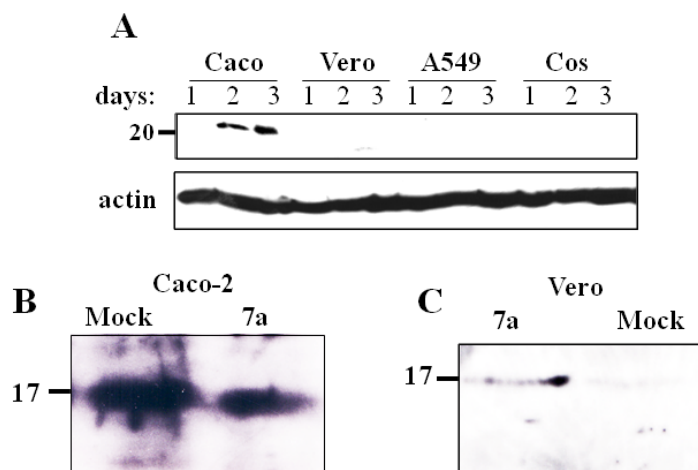 A
Caco Vero A549 Cos
days: 1 2 3 1 2 3 1 2 3 1 2 3
20
actin
B
Caco-2
Mock 7a
17
C
Vero
7a Mock
17